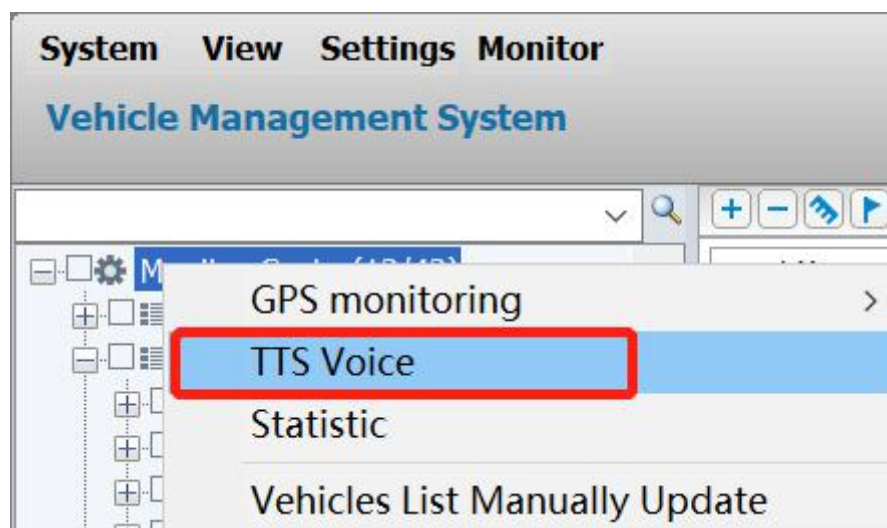 System View Settings Monitor
Vehicle Management System
GPS monitoring
TTS Voice
Statistic
Vehicles List Manually Update